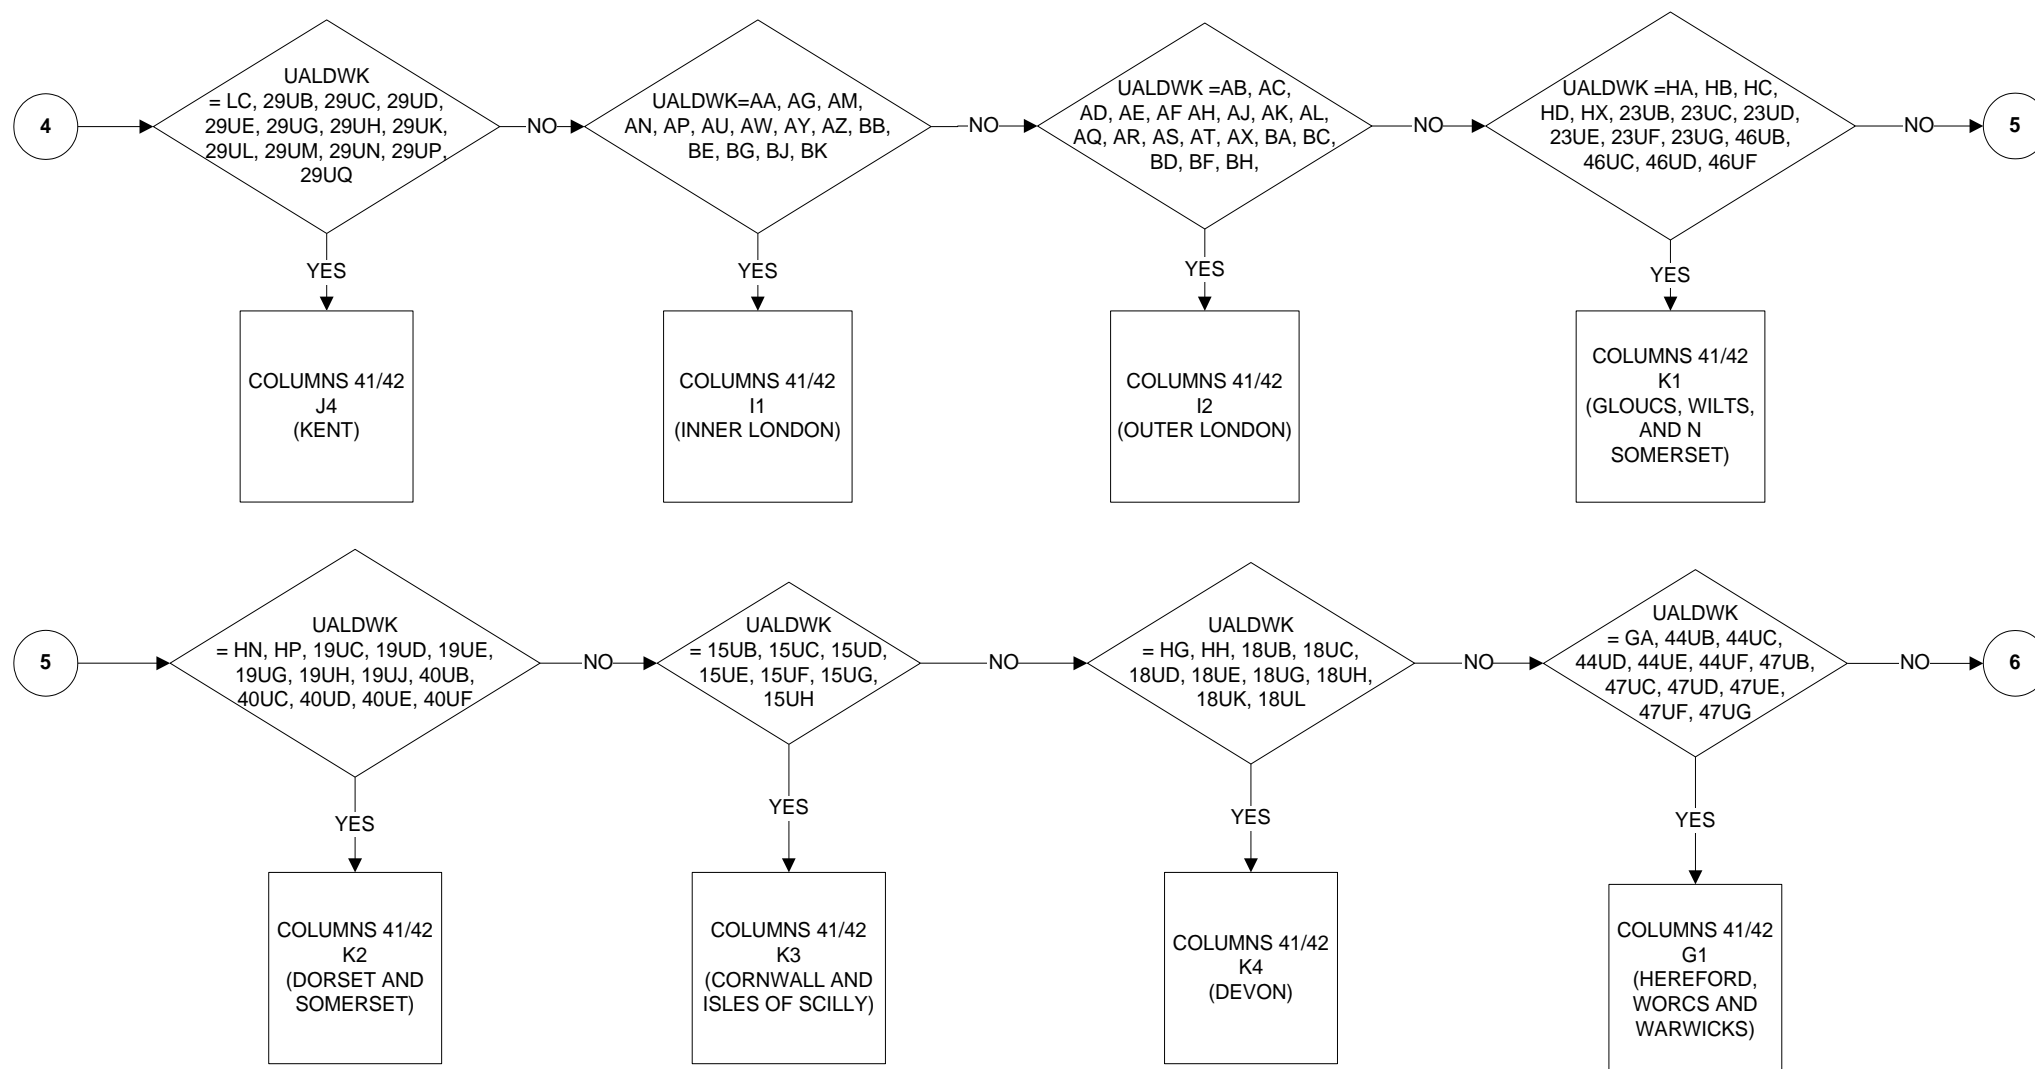 4
UALDWK
= LC, 29UB, 29UC, 29UD,
29UE, 29UG, 29UH, 29UK,
29UL, 29UM, 29UN, 29UP,
29UQ
NO
UALDWK=AA, AG, AM,
AN, AP, AU, AW, AY, AZ, BB,
BE, BG, BJ, BK
NO
UALDWK =AB, AC,
AD, AE, AF AH, AJ, AK, AL,
AQ, AR, AS, AT, AX, BA, BC,
BD, BF, BH,
NO
UALDWK =HA, HB, HC,
HD, HX, 23UB, 23UC, 23UD,
23UE, 23UF, 23UG, 46UB,
46UC, 46UD, 46UF
NO
5
YES
YES
YES
YES
COLUMNS 41/42
J4
(KENT)
COLUMNS 41/42
I1
(INNER LONDON)
COLUMNS 41/42
I2
(OUTER LONDON)
COLUMNS 41/42
K1
(GLOUCS, WILTS,
AND N
SOMERSET)
5
UALDWK
= HN, HP, 19UC, 19UD, 19UE,
19UG, 19UH, 19UJ, 40UB,
40UC, 40UD, 40UE, 40UF
NO
UALDWK
= 15UB, 15UC, 15UD,
15UE, 15UF, 15UG,
15UH
NO
UALDWK
= HG, HH, 18UB, 18UC,
18UD, 18UE, 18UG, 18UH,
18UK, 18UL
NO
UALDWK
= GA, 44UB, 44UC,
44UD, 44UE, 44UF, 47UB,
47UC, 47UD, 47UE,
47UF, 47UG
NO
6
YES
YES
YES
YES
COLUMNS 41/42
K2
(DORSET AND
SOMERSET)
COLUMNS 41/42
K3
(CORNWALL AND
ISLES OF SCILLY)
COLUMNS 41/42
K4
(DEVON)
COLUMNS 41/42
G1
(HEREFORD,
WORCS AND
WARWICKS)